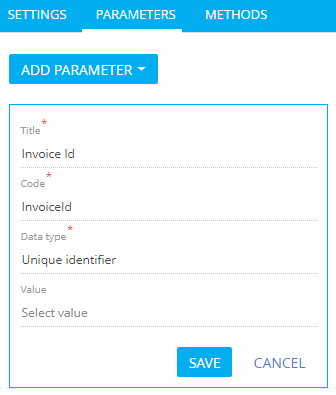 SETTINGS PARAMETERS METHODS
ADD PARAMETER
Title*
Invoice Id
Code*
InvoiceId
Data type*
Unique identifier
Value
Select value
SAVE CANCEL